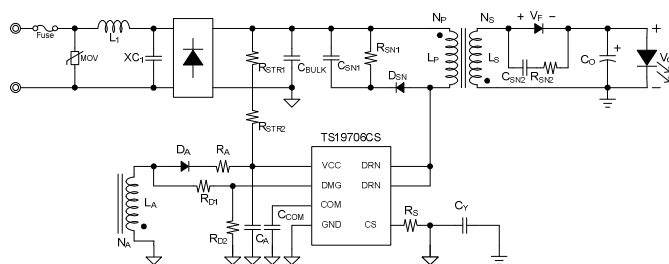 NP NS
+ VF −
Fuse
L1
MOV
XC1
RSTR1
CBULK
CSN1
RSN1
DSN
LP
LS
CSN2
RSN2
CO
+
+
VO
−
RSTR2
TS19706CS
DA
RA
VCC
DRN
RD1
DMG
DRN
LA
COM
NA
RD2
CA
CCOM
GND
CS
RS
CY